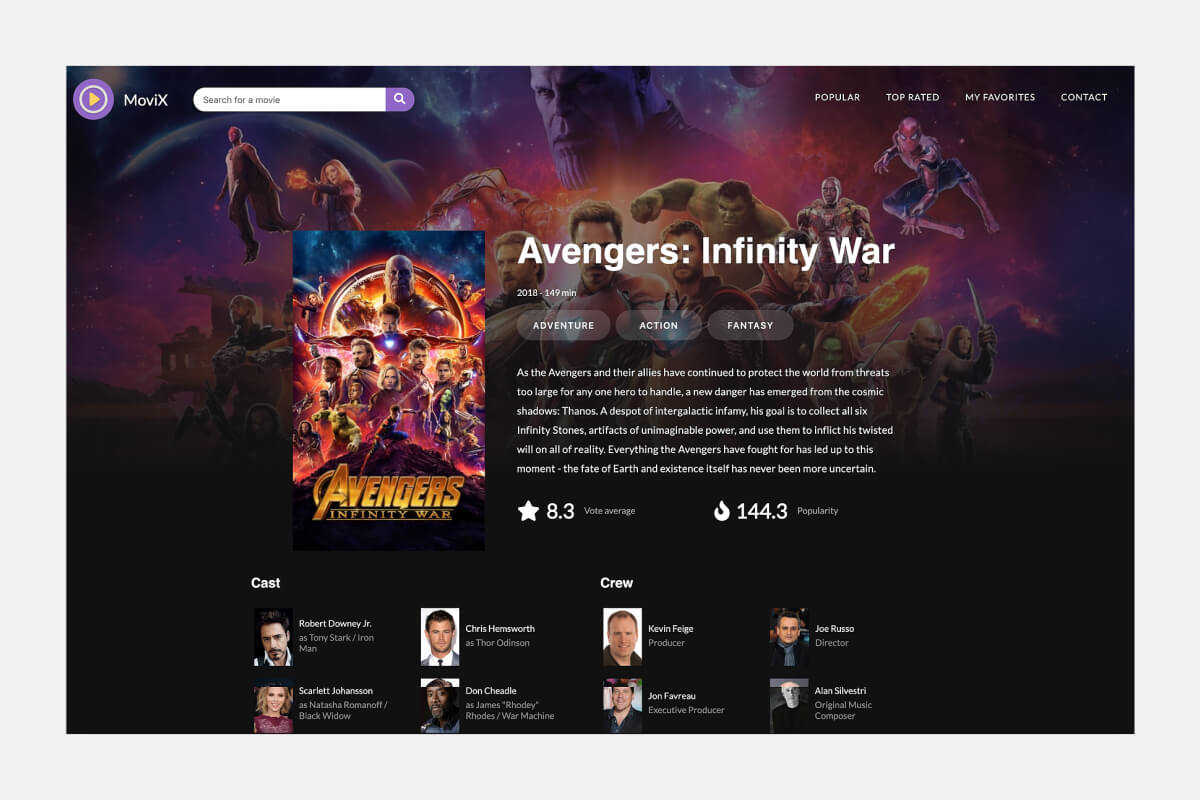 MoviX
Search for a movie
POPULAR
TOP RATED
MY FAVORITES
CONTACT
AVENGERS
INFINITY WAR
Avengers: Infinity War
2018 - 149 min
ADVENTURE
ACTION
FANTASY
As the Avengers and their allies have continued to protect the world from threats
too large for any one hero to handle, a new danger has emerged from the cosmic
shadows: Thanos. A despot of intergalactic infamy, his goal is to collect all six
Infinity Stones, artifacts of unimaginable power, and use them to inflict his twisted
will on all of reality. Everything the Avengers have fought for has led up to this
moment - the fate of Earth and existence itself has never been more uncertain.
8.3 Vote average
144.3 Popularity
Cast
Robert Downey Jr.
as Tony Stark / Iron
Man
Chris Hemsworth
as Thor Odinson
Scarlett Johansson
as Natasha Romanoff /
Black Widow
Don Cheadle
as James "Rhodey"
Rhodes / War Machine
Crew
Kevin Feige
Producer
Joe Russo
Director
Jon Favreau
Executive Producer
Alan Silvestri
Original Music
Composer